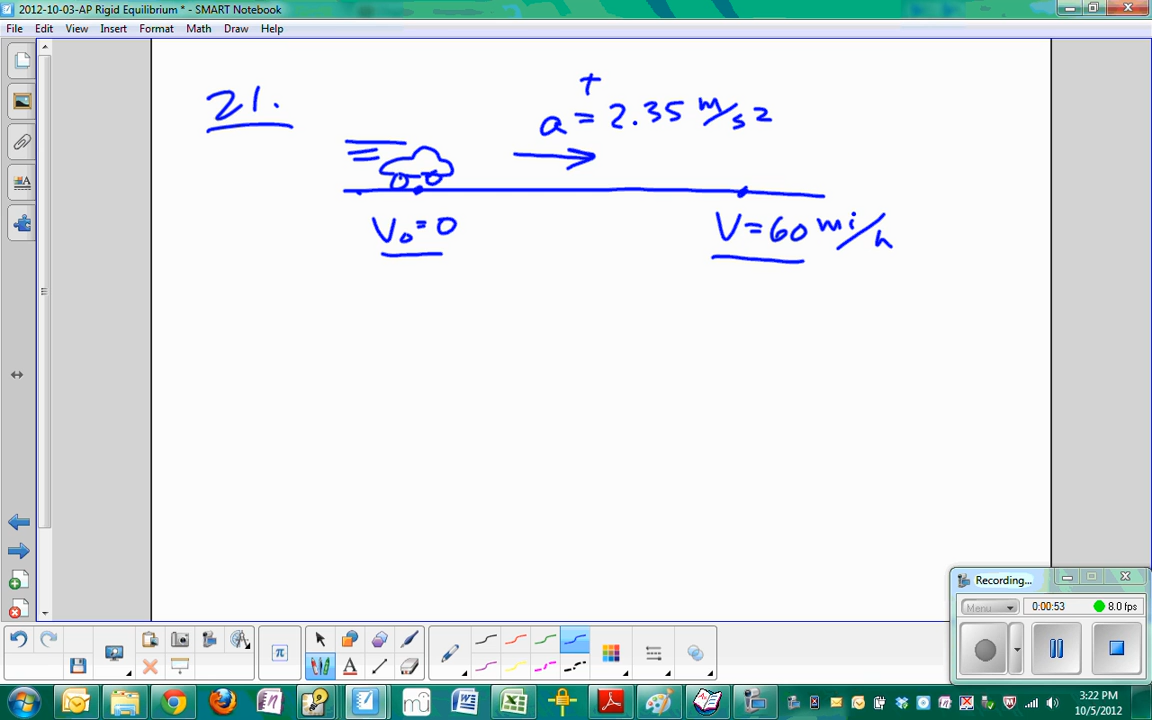 2012-10-03-AP Rigid Equilibrium * - SMART Notebook
File Edit View Insert Format Math Draw Help
21.
+
a = 2.35 m/s2
V0 = 0
V = 60 mi/h
Recording...
Menu
0:00:53
8.0 fps
π
A
3:22 PM
10/5/2012